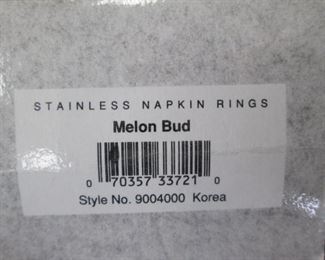 STAINLESS NAPKIN RINGS
Melon Bud
0 70357 33721 0
Style No. 9004000 Korea